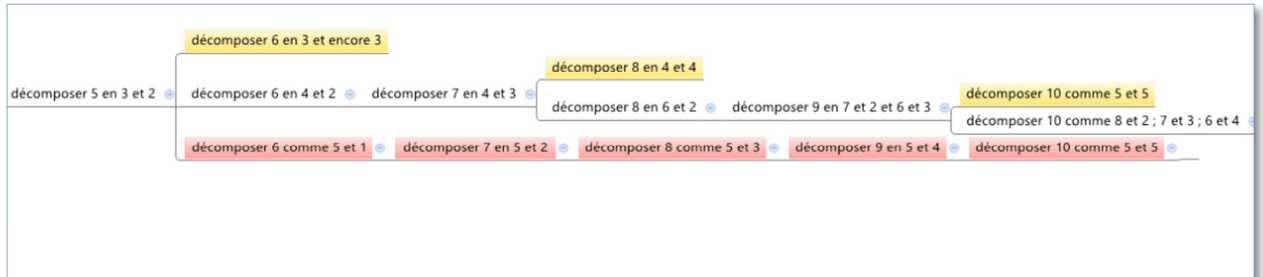 décomposer 6 en 3 et encore 3
décomposer 8 en 4 et 4
décomposer 5 en 3 et 2 décomposer 6 en 4 et 2 décomposer 7 en 4 et 3 décomposer 10 comme 5 et 5
décomposer 8 en 6 et 2 décomposer 9 en 7 et 2 et 6 et 3
décomposer 10 comme 8 et 2 ; 7 et 3 ; 6 et 4
décomposer 6 comme 5 et 1 décomposer 7 en 5 et 2 décomposer 8 comme 5 et 3 décomposer 9 en 5 et 4 décomposer 10 comme 5 et 5